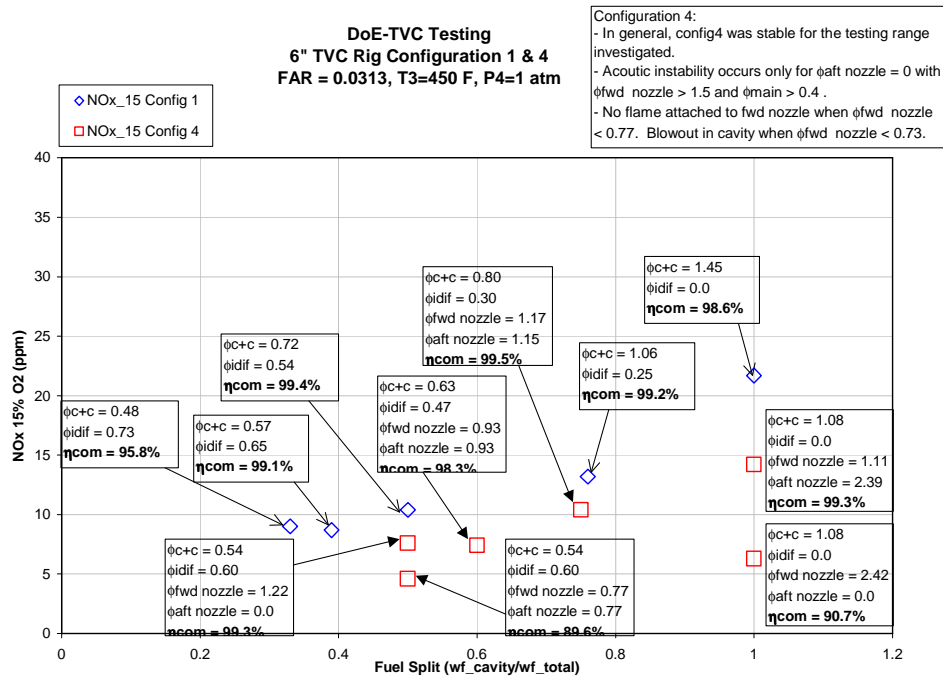 DoE-TVC Testing
6" TVC Rig Configuration 1 & 4
FAR = 0.0313, T3=450 F, P4=1 atm
Configuration 4:
- In general, config4 was stable for the testing range
investigated.
- Acoutic instability occurs only for ϕaft nozzle = 0 with
ϕfwd nozzle > 1.5 and ϕmain > 0.4 .
- No flame attached to fwd nozzle when ϕfwd nozzle
< 0.77. Blowout in cavity when ϕfwd nozzle < 0.73.
NOx_15 Config 1
NOx_15 Config 4
NOx 15% O2 (ppm)
40
35
30
25
20
15
10
5
0
ϕc+c = 0.48
ϕidif = 0.73
ηcom = 95.8%
ϕc+c = 0.57
ϕidif = 0.65
ηcom = 99.1%
ϕc+c = 0.72
ϕidif = 0.54
ηcom = 99.4%
ϕc+c = 0.63
ϕidif = 0.47
ϕfwd nozzle = 0.93
ϕaft nozzle = 0.93
ηcom = 98.3%
ϕc+c = 0.80
ϕidif = 0.30
ϕfwd nozzle = 1.17
ϕaft nozzle = 1.15
ηcom = 99.5%
ϕc+c = 1.06
ϕidif = 0.25
ηcom = 99.2%
ϕc+c = 1.45
ϕidif = 0.0
ηcom = 98.6%
ϕc+c = 1.08
ϕidif = 0.0
ϕfwd nozzle = 1.11
ϕaft nozzle = 2.39
ηcom = 99.3%
ϕc+c = 0.54
ϕidif = 0.60
ϕfwd nozzle = 1.22
ϕaft nozzle = 0.0
ηcom = 99.3%
ϕc+c = 0.54
ϕidif = 0.60
ϕfwd nozzle = 0.77
ϕaft nozzle = 0.77
ηcom = 89.6%
ϕc+c = 1.08
ϕidif = 0.0
ϕfwd nozzle = 2.42
ϕaft nozzle = 0.0
ηcom = 90.7%
0 0.2 0.4 0.6 0.8 1 1.2
Fuel Split (wf_cavity/wf_total)